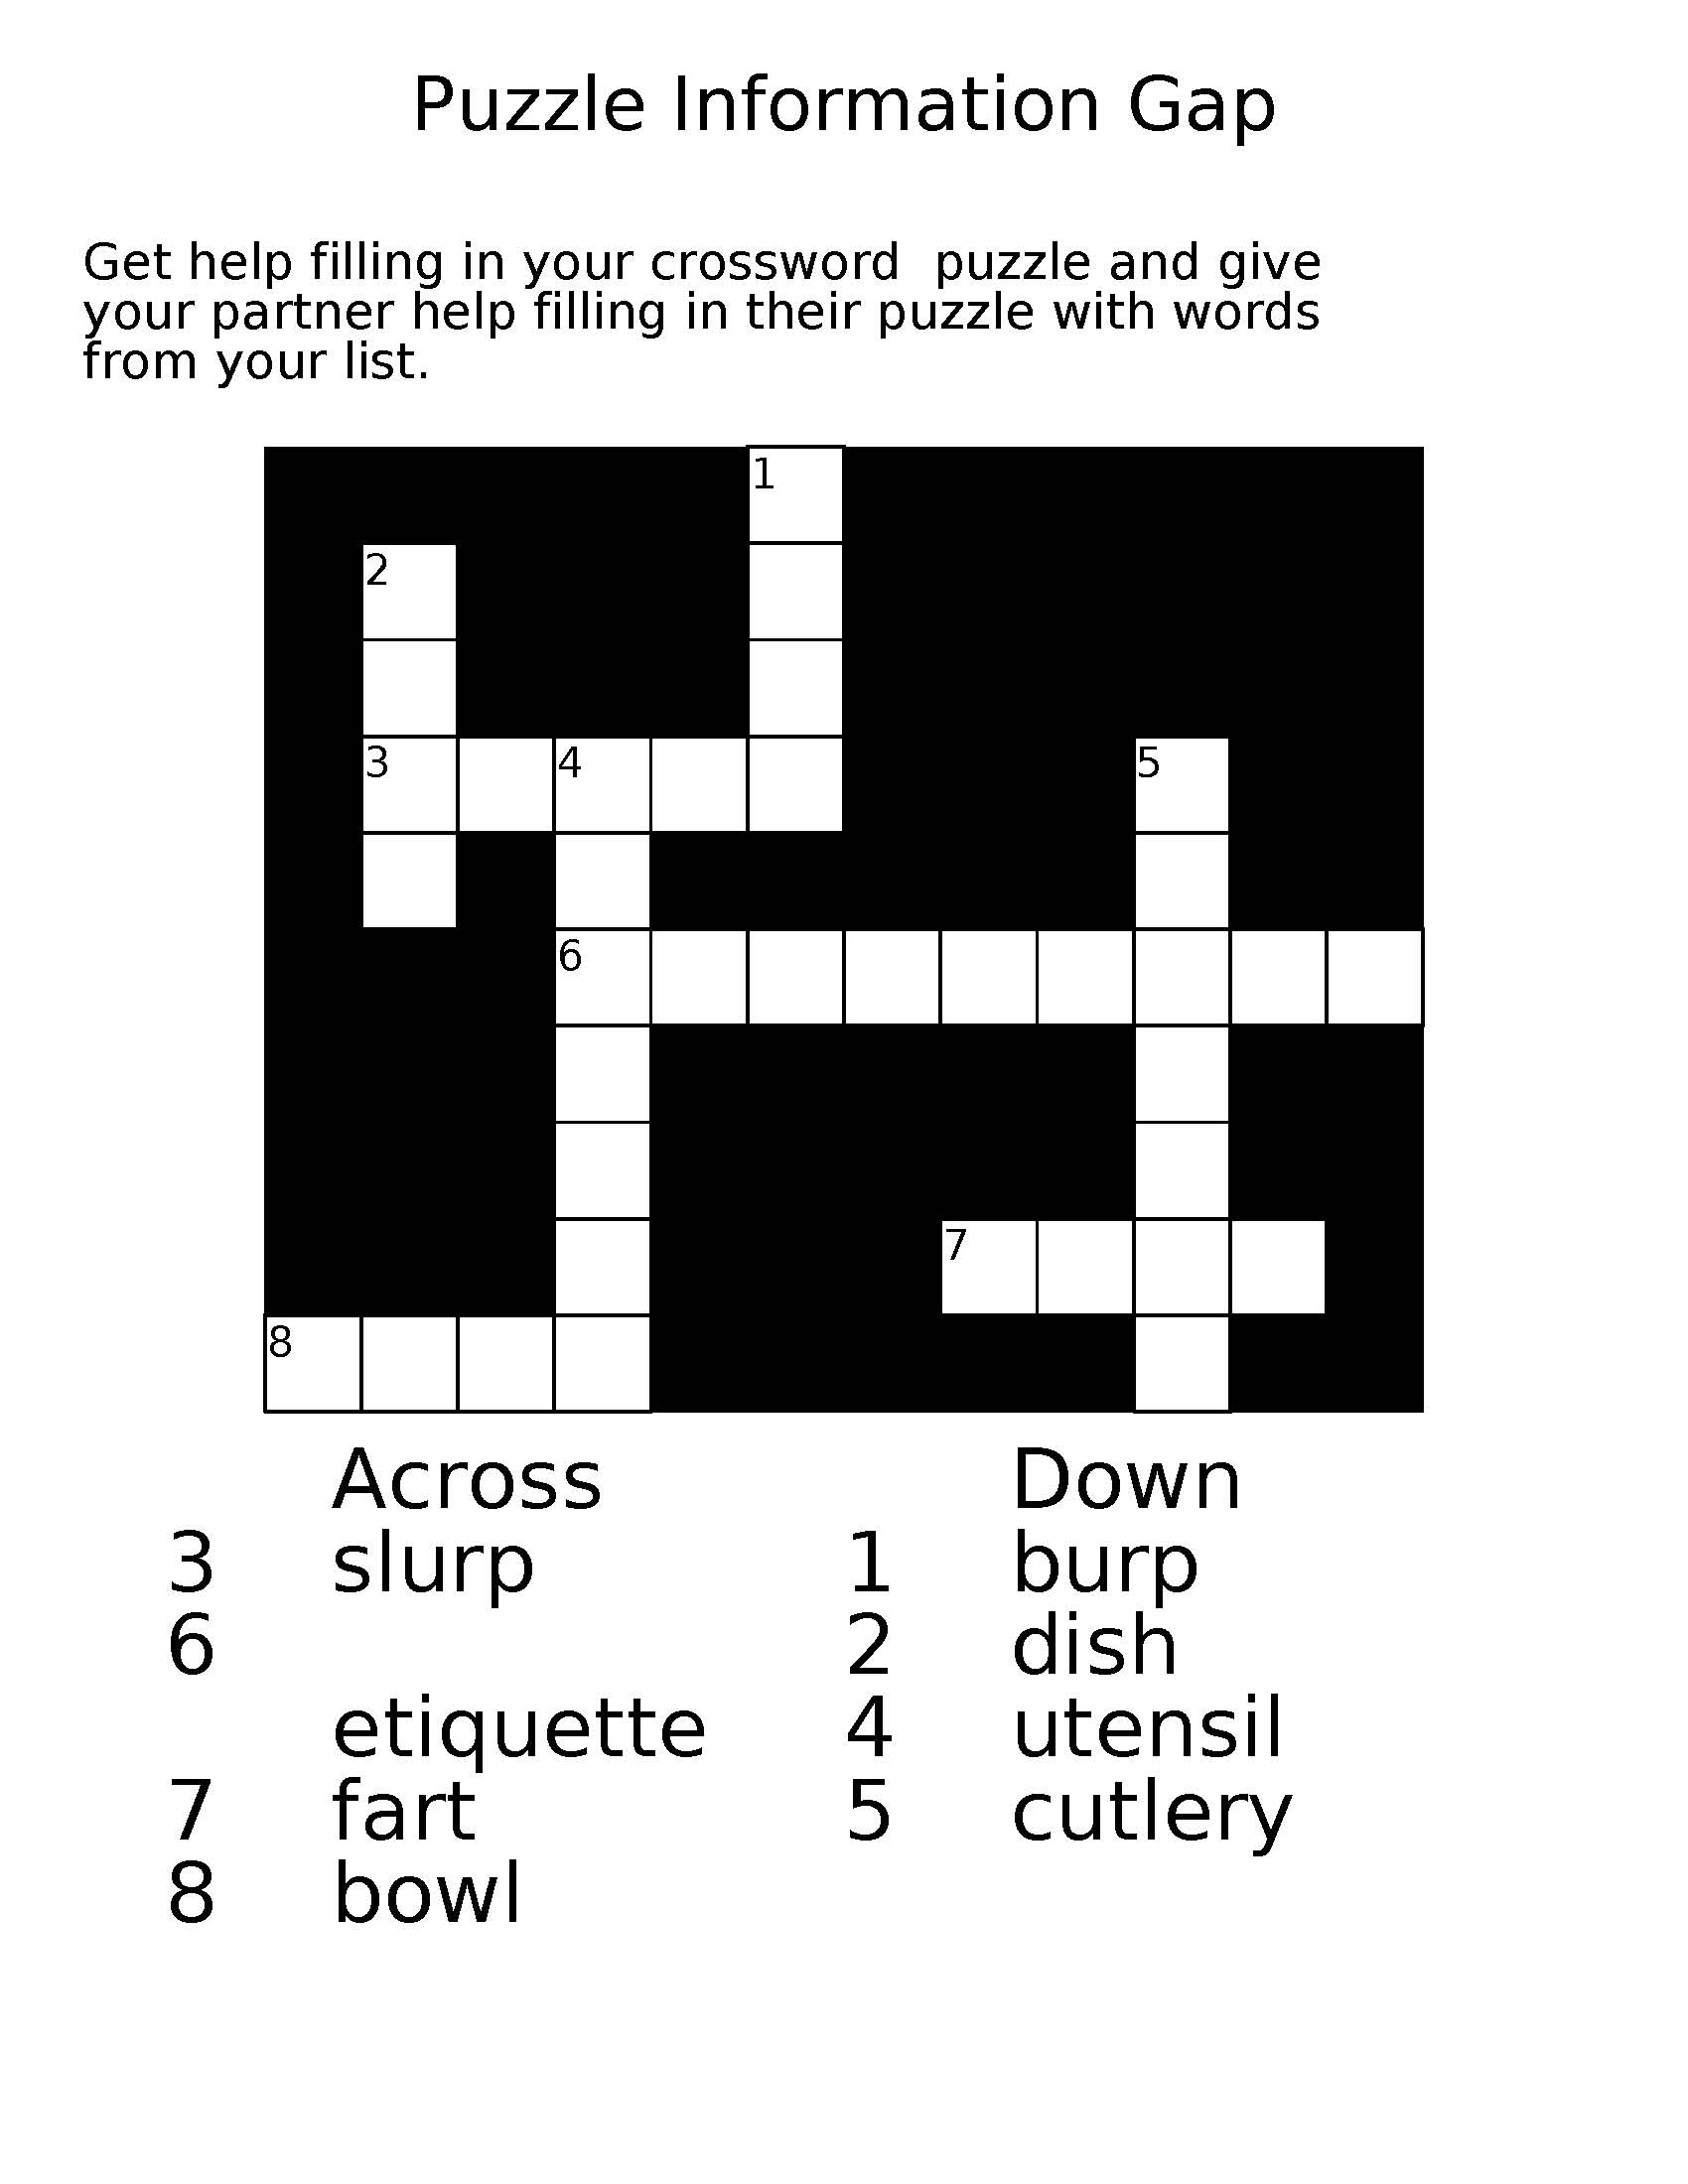 Puzzle Information Gap
Get help filling in your crossword  puzzle and give
your partner help filling in their puzzle with words
from your list.
1
2
3 4 5
6
7
8
Across
3 slurp
6
etiquette
7 fart
8 bowl
Down
1 burp
2 dish
4 utensil
5 cutlery